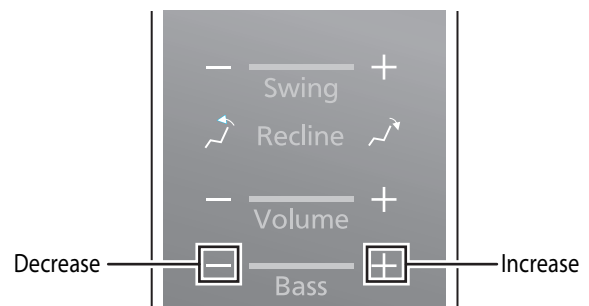 − +
Swing
Recline
− +
Volume
Decrease − + Increase
Bass